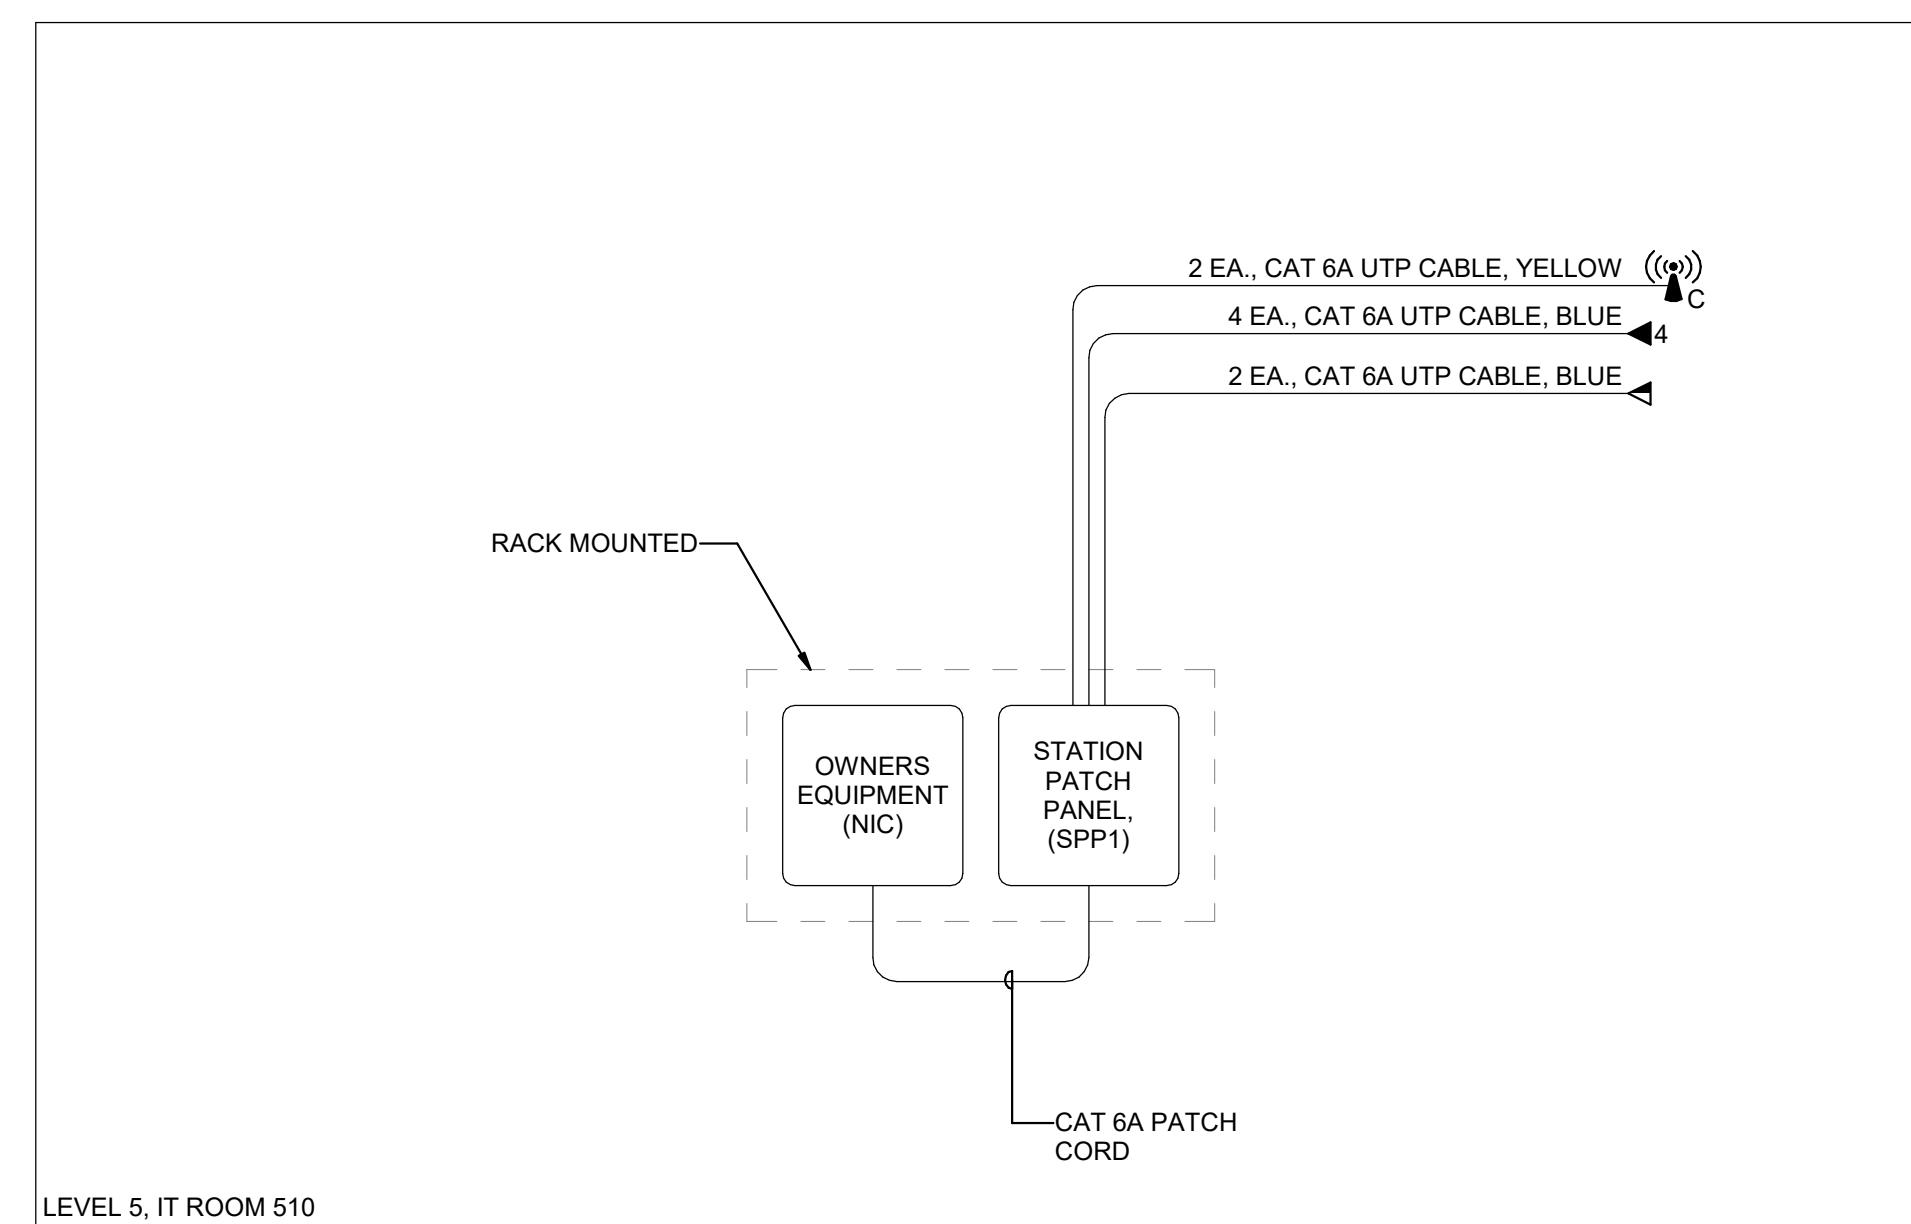 2 EA., CAT 6A UTP CABLE, YELLOW
C
4 EA., CAT 6A UTP CABLE, BLUE
4
2 EA., CAT 6A UTP CABLE, BLUE
RACK MOUNTED
OWNERS
EQUIPMENT
(NIC)
STATION
PATCH
PANEL,
(SPP1)
CAT 6A PATCH
CORD
LEVEL 5, IT ROOM 510